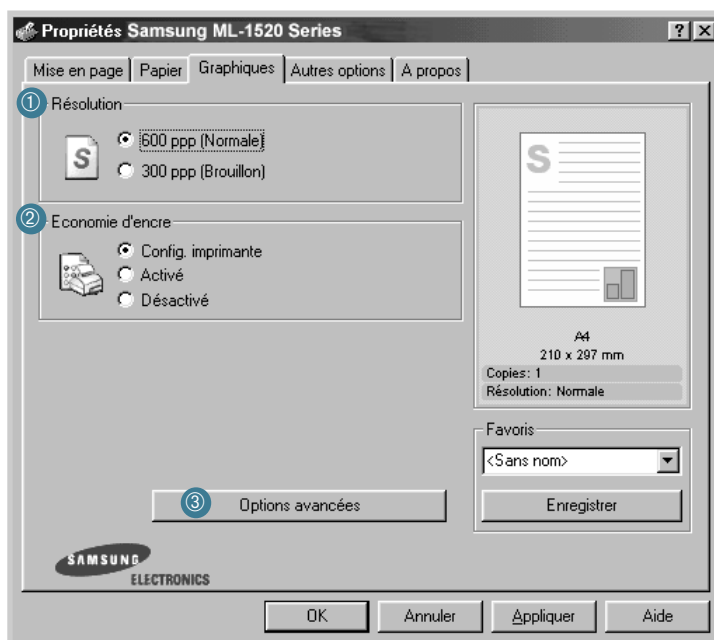 Propriétés Samsung ML-1520 Series
? X
Mise en page Papier Graphiques Autres options A propos
① Résolution
S
600 ppp (Normale)
300 ppp (Brouillon)
② Economie d'encre
Config. imprimante
Activé
Désactivé
③ Options avancées
S
A4
210 x 297 mm
Copies: 1
Résolution: Normale
Favoris
<Sans nom>
Enregistrer
SAMSUNG
ELECTRONICS
OK Annuler Appliquer Aide